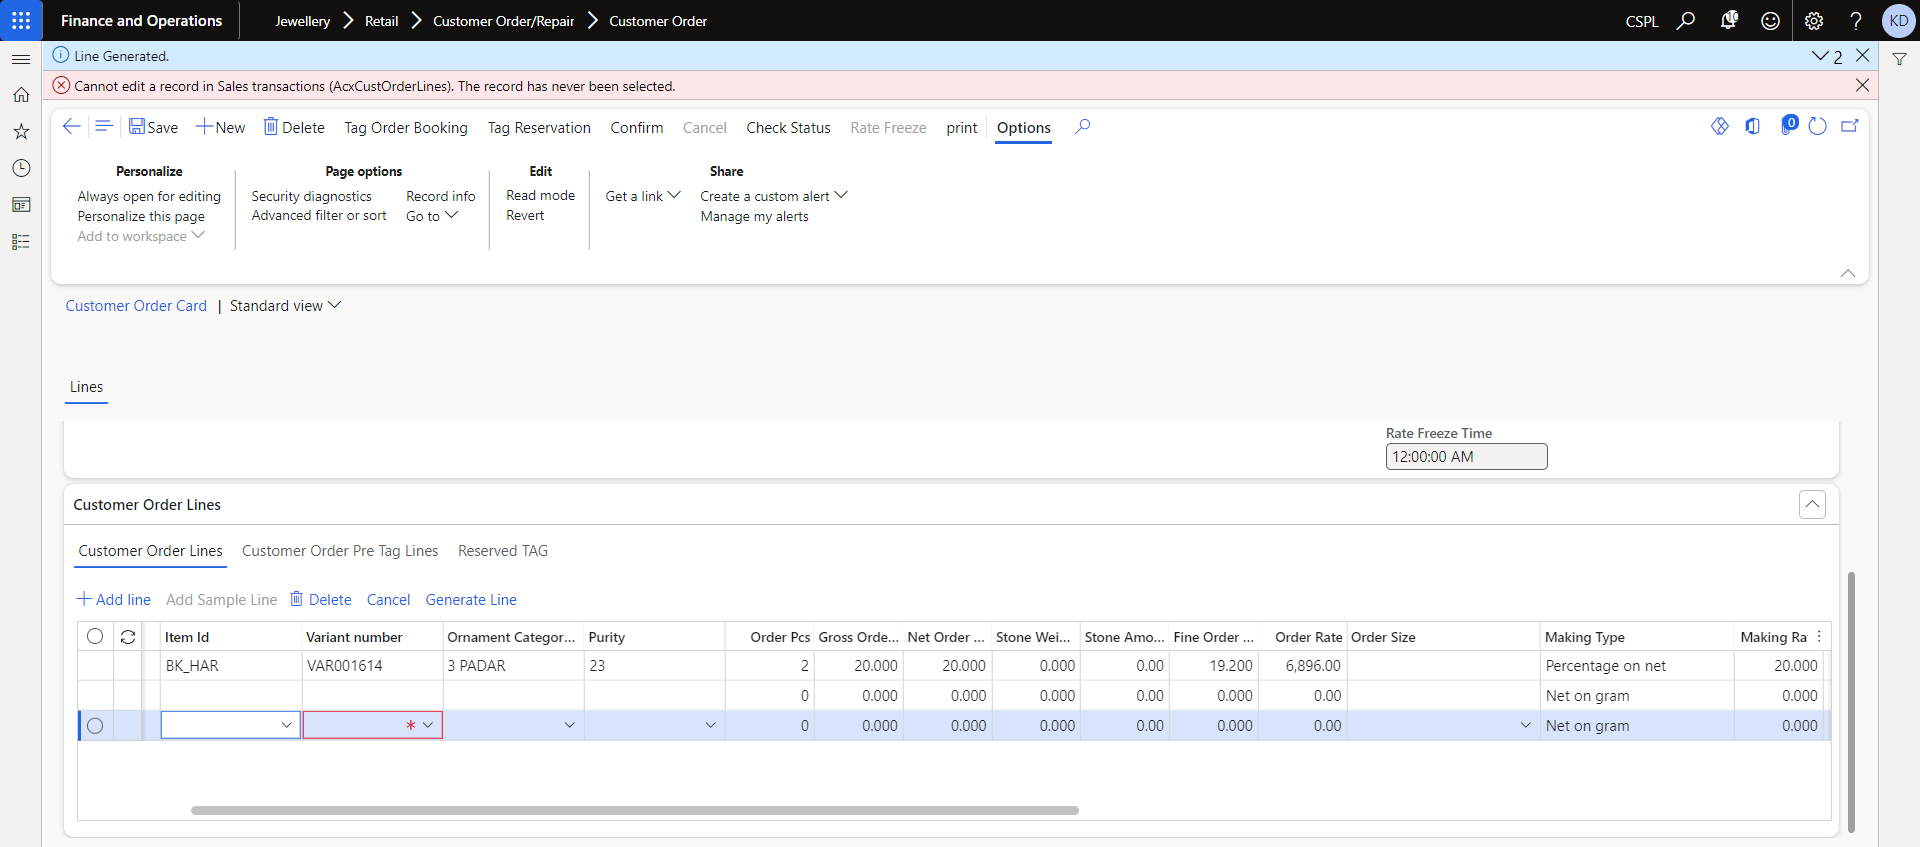 Finance and Operations Jewellery Retail Customer Order/Repair Customer Order CSPL KD
Line Generated. 2
Cannot edit a record in Sales transactions (AcxCustOrderLines). The record has never been selected.
Save New Delete Tag Order Booking Tag Reservation Confirm Cancel Check Status Rate Freeze print Options 0
Personalize Page options Edit Share
Always open for editing Security diagnostics Record info Read mode Get a link Create a custom alert
Personalize this page Advanced filter or sort Go to Revert Manage my alerts
Add to workspace
Customer Order Card | Standard view
Lines
Rate Freeze Time
12:00:00 AM
Customer Order Lines
Customer Order Lines Customer Order Pre Tag Lines Reserved TAG
Add line Add Sample Line Delete Cancel Generate Line
Item Id Variant number Ornament Categor... Purity Order Pcs Gross Orde... Net Order ... Stone Wei... Stone Amo... Fine Order ... Order Rate Order Size Making Type Making Ra
BK_HAR VAR001614 3 PADAR 23 2 20.000 20.000 0.000 0.00 19.200 6,896.00 Percentage on net 20.000
0 0.000 0.000 0.000 0.00 0.000 0.00 Net on gram 0.000
* 0 0.000 0.000 0.000 0.00 0.000 0.00 Net on gram 0.000